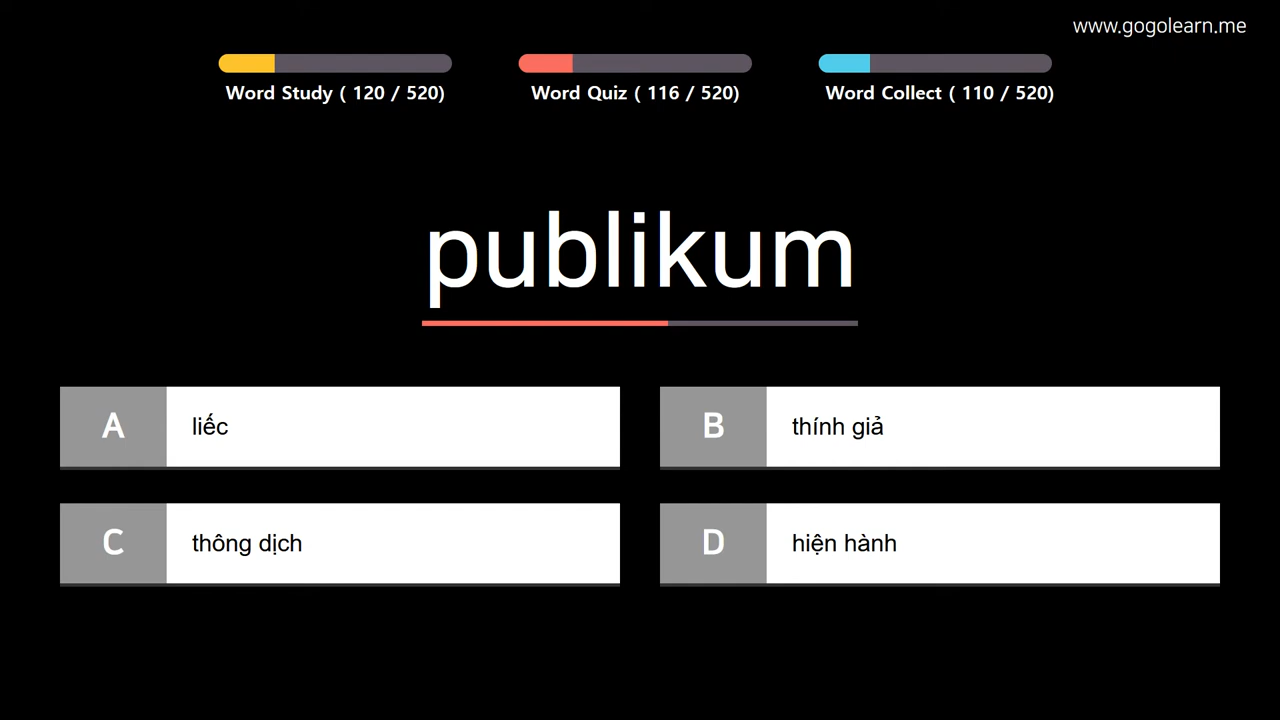 www.gogolearn.me
Word Study ( 120 / 520)
Word Quiz ( 116 / 520)
Word Collect ( 110 / 520)
publikum
A liếc
B thính giả
C thông dịch
D hiện hành